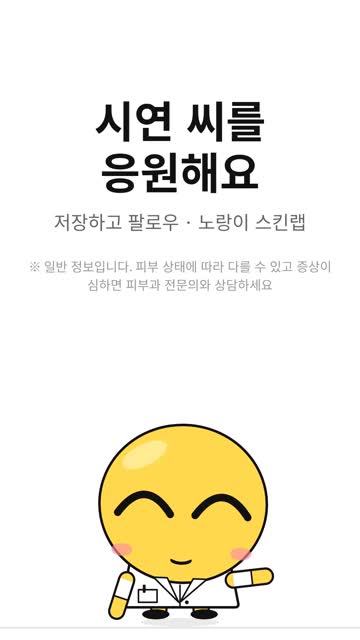 시연 씨를
응원해요
저장하고 팔로우 · 노랑이 스킨랩
※ 일반 정보입니다. 피부 상태에 따라 다를 수 있고 증상이
심하면 피부과 전문의와 상담하세요